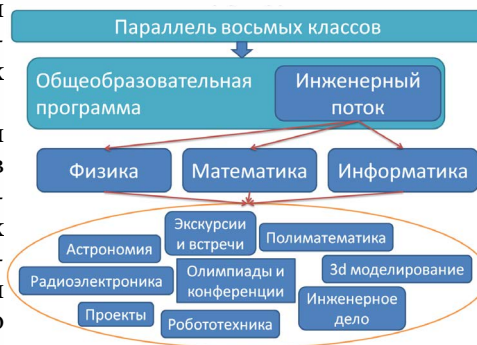 Параллель восьмых классов
Общеобразовательная
программа
Инженерный
поток
Физика
Математика
Информатика
Экскурсии
и встречи
Полиматематика
Астрономия
Радиоэлектроника
Олимпиады и
конференции
3d моделирование
Проекты
Робототехника
Инженерное
дело